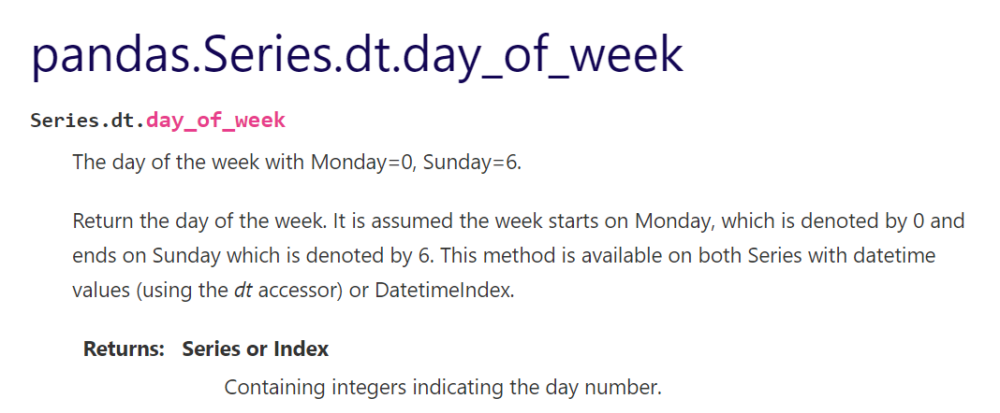 pandas.Series.dt.day_of_week
Series.dt.day_of_week
The day of the week with Monday=0, Sunday=6.
Return the day of the week. It is assumed the week starts on Monday, which is denoted by 0 and
ends on Sunday which is denoted by 6. This method is available on both Series with datetime
values (using the dt accessor) or DatetimeIndex.
Returns: Series or Index
Containing integers indicating the day number.